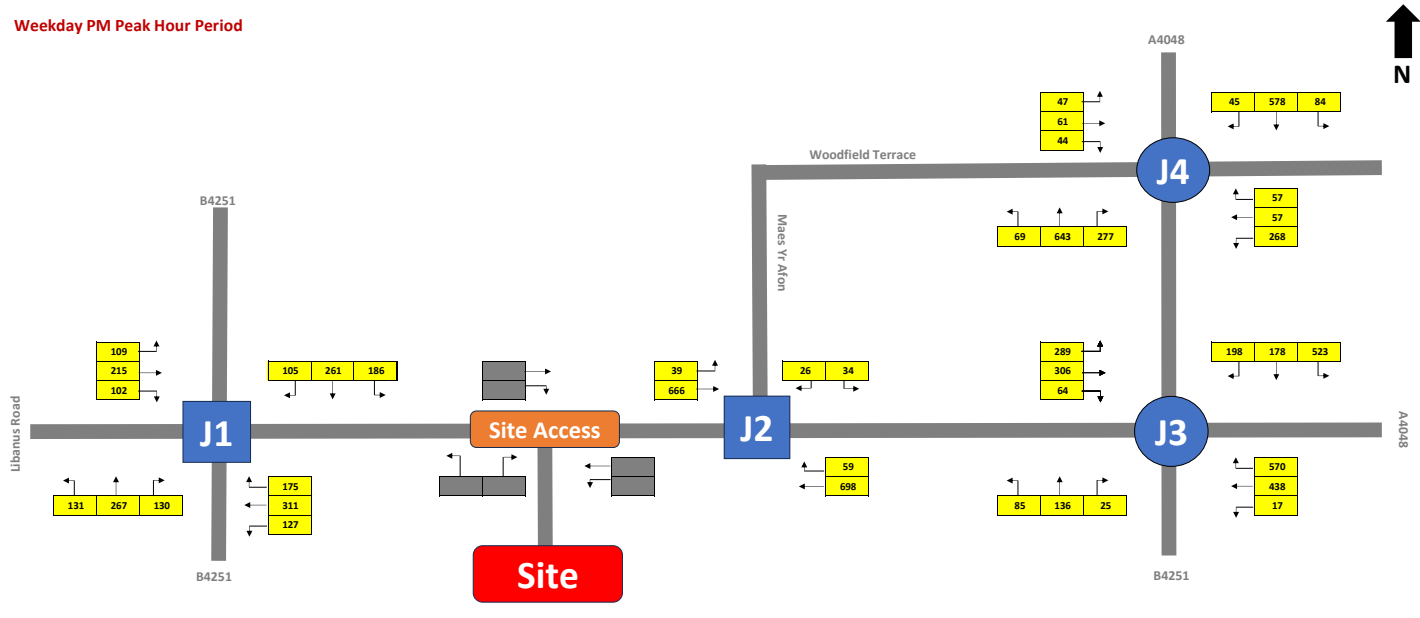 Weekday PM Peak Hour Period
N
A4048
47
61
44
45 578 84
Woodfield Terrace
J4
57
57
268
69 643 277
B4251
Maes Yr Afon
109
215
102
105 261 186
39
666
26 34
289
306
64
198 178 523
Libanus Road
J1
Site Access
J2
J3
A4048
131 267 130
175
311
127
59
698
85 136 25
570
438
17
B4251
Site
B4251